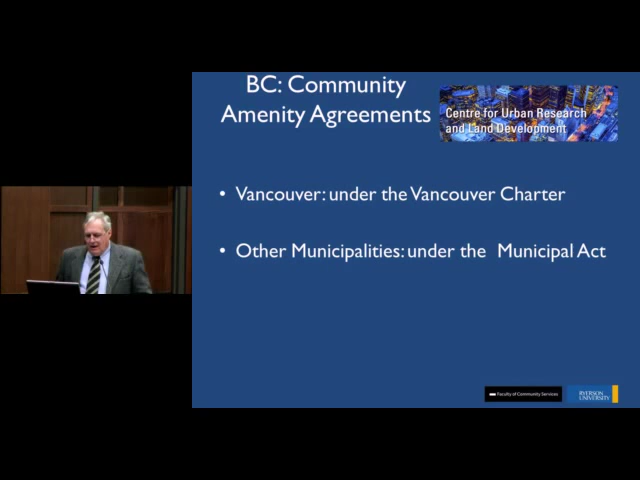 BC: Community
Amenity Agreements
Centre for Urban Research
and Land Development
• Vancouver: under the Vancouver Charter
• Other Municipalities: under the Municipal Act
Faculty of Community Services
RYERSON
UNIVERSITY